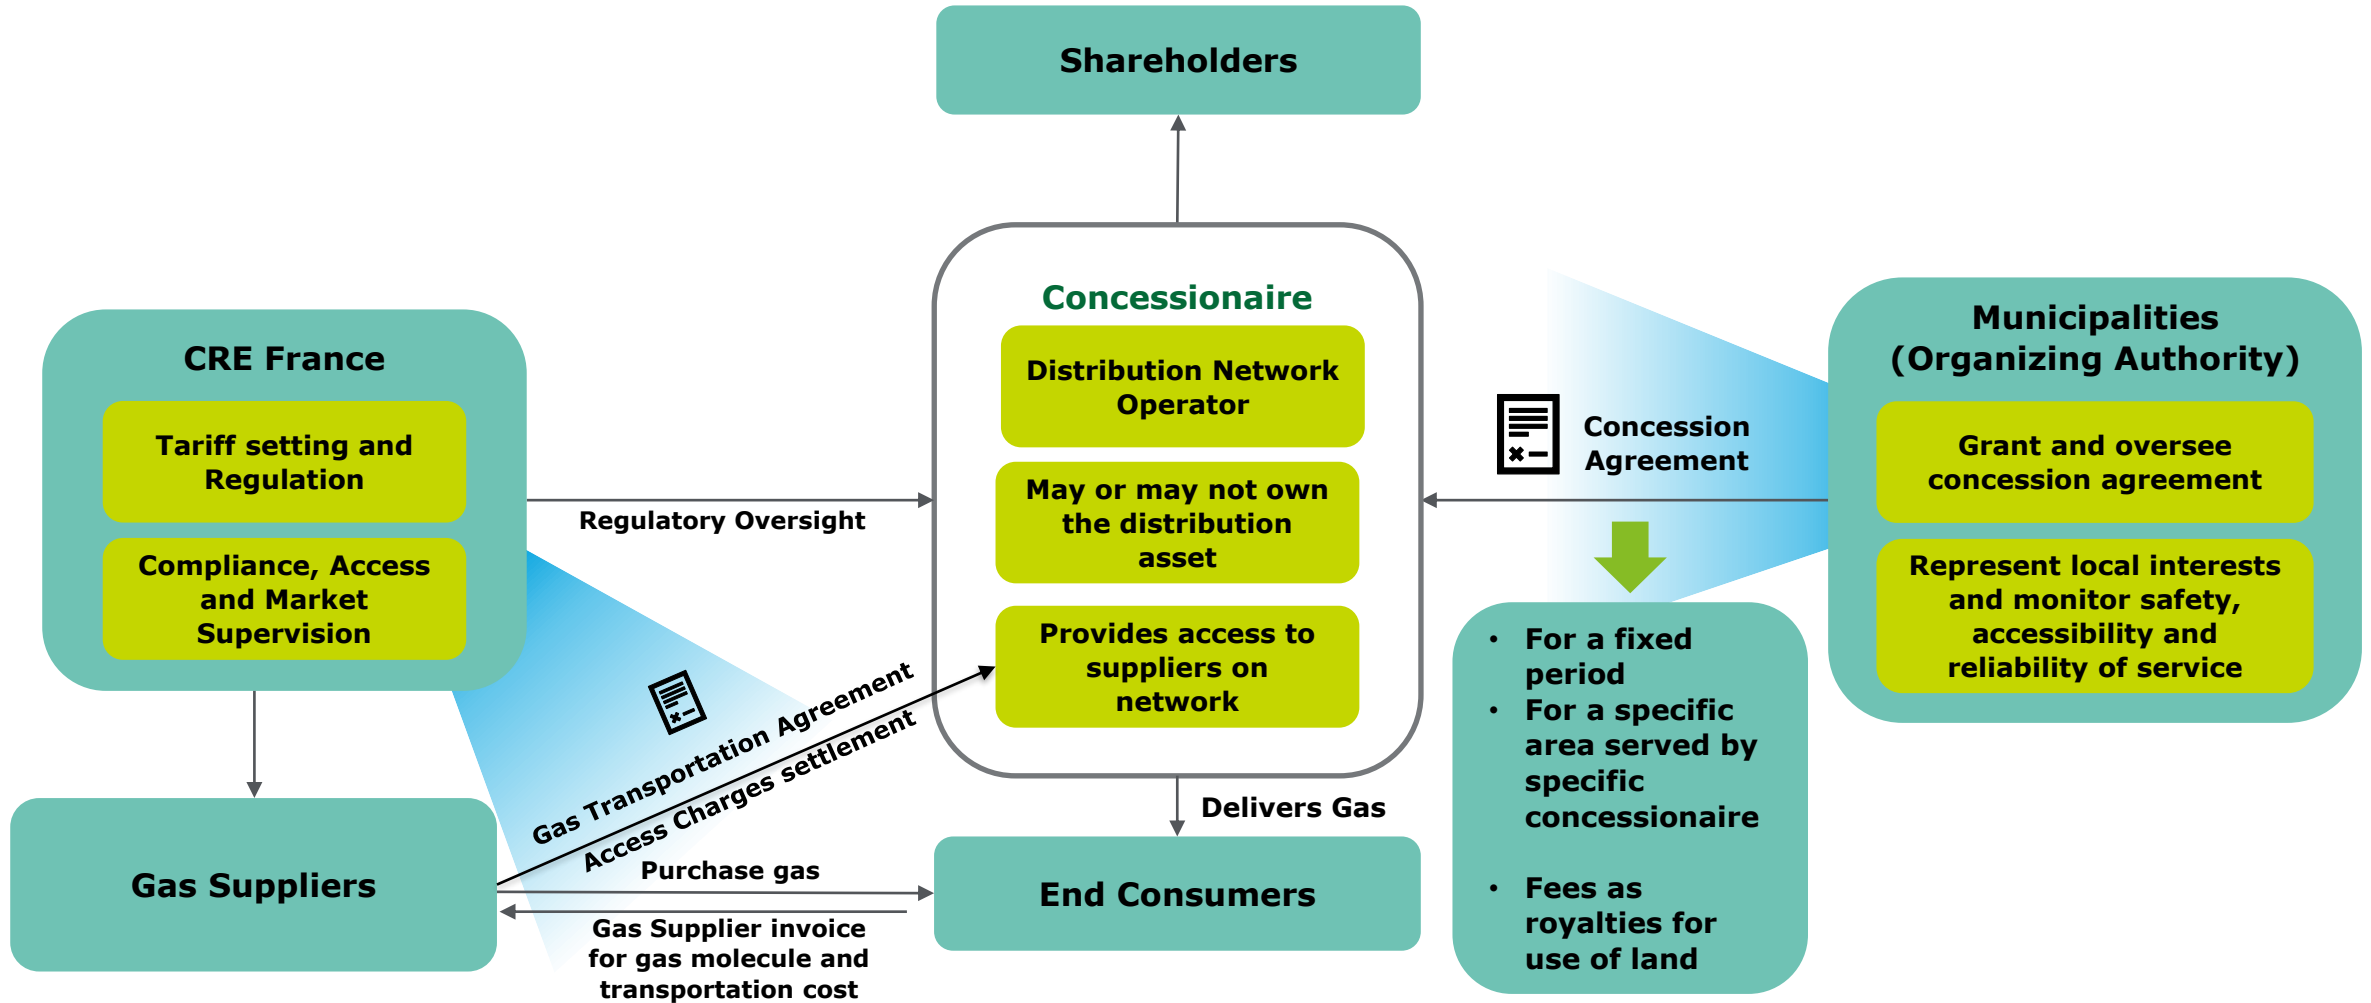 Shareholders
CRE France
Tariff setting and
Regulation
Compliance, Access
and Market
Supervision
Regulatory Oversight
Concessionaire
Distribution Network
Operator
May or may not own
the distribution
asset
Provides access to
suppliers on
network
Concession
Agreement
Municipalities
(Organizing Authority)
Grant and oversee
concession agreement
Represent local interests
and monitor safety,
accessibility and
reliability of service
• For a fixed
period
• For a specific
area served by
specific
concessionaire
• Fees as
royalties for
use of land
Gas Transportation Agreement
Access Charges settlement
Delivers Gas
Gas Suppliers
Purchase gas
Gas Supplier invoice
for gas molecule and
transportation cost
End Consumers